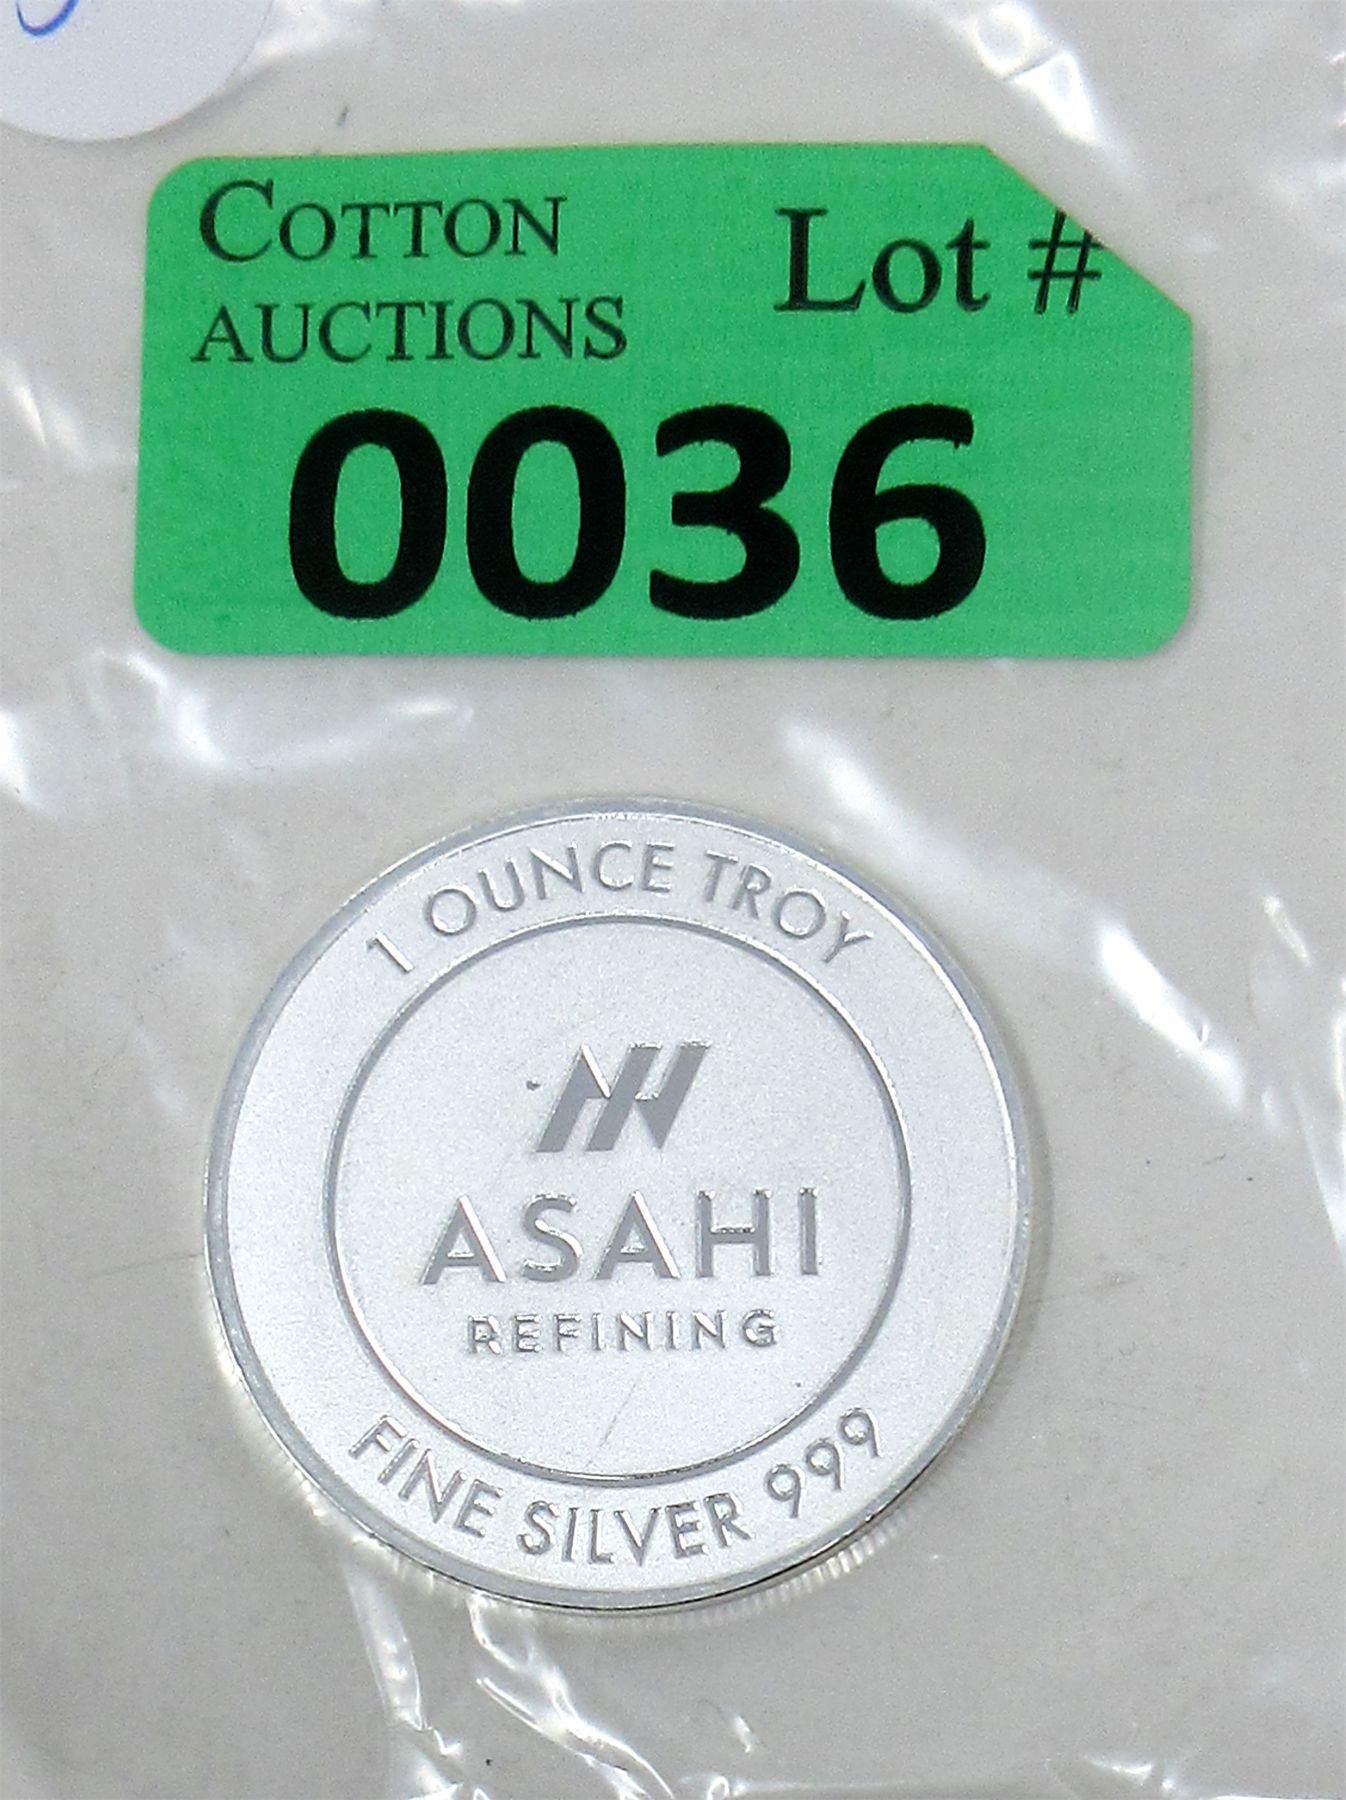 COTTON
AUCTIONS
Lot #
0036
1 OUNCE TROY
ASAHI
REFINING
FINE SILVER 999